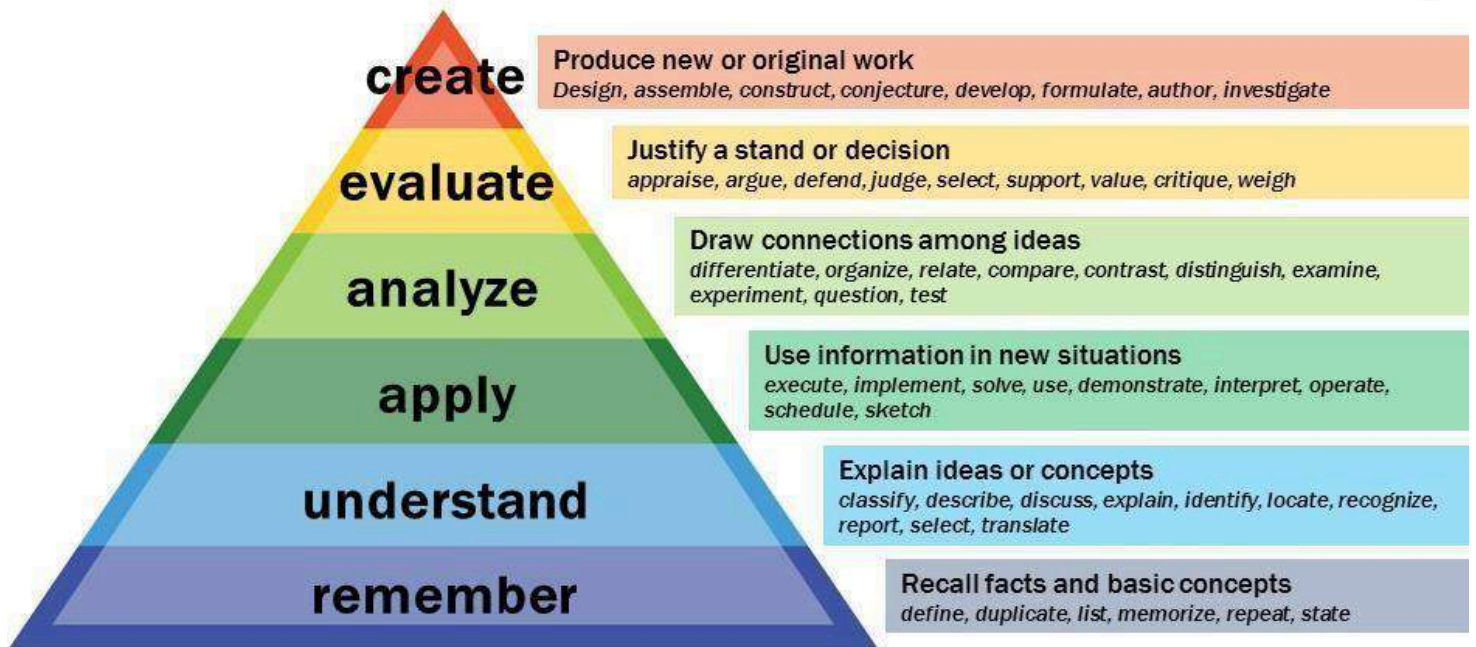 create
Produce new or original work
Design, assemble, construct, conjecture, develop, formulate, author, investigate
evaluate
Justify a stand or decision
appraise, argue, defend, judge, select, support, value, critique, weigh
analyze
Draw connections among ideas
differentiate, organize, relate, compare, contrast, distinguish, examine,
experiment, question, test
apply
Use information in new situations
execute, implement, solve, use, demonstrate, interpret, operate,
schedule, sketch
understand
Explain ideas or concepts
classify, describe, discuss, explain, identify, locate, recognize,
report, select, translate
remember
Recall facts and basic concepts
define, duplicate, list, memorize, repeat, state